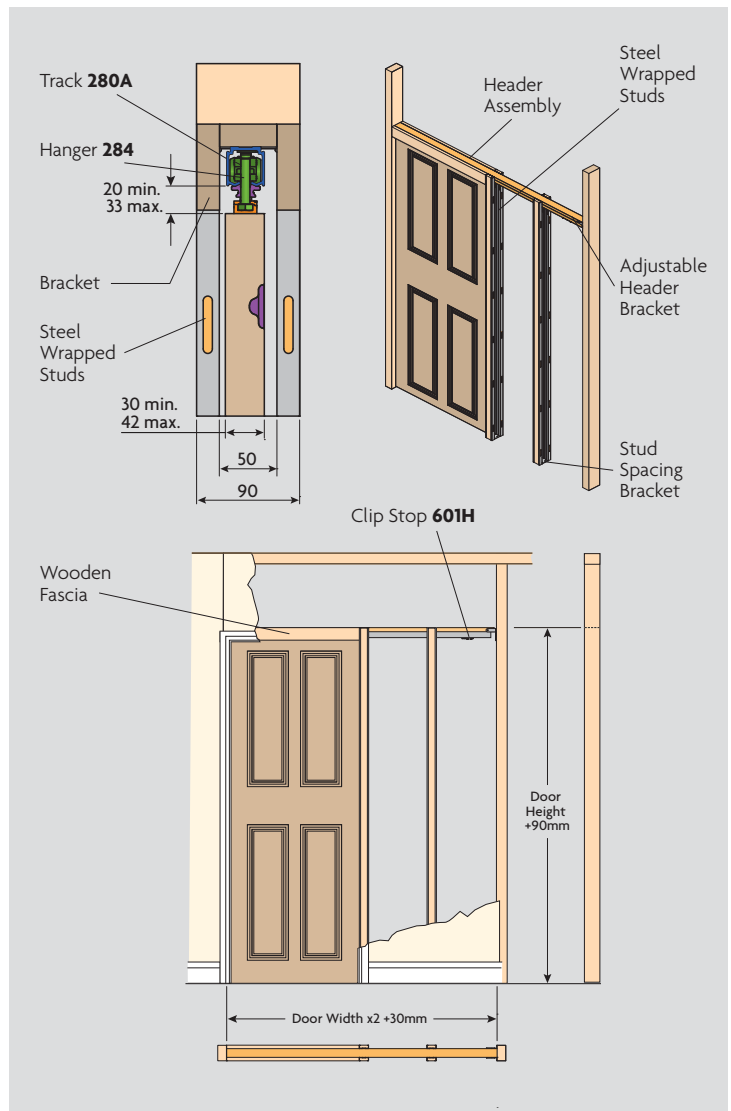 Track 280A
Hanger 284
20 min.
33 max.
Bracket
Steel
Wrapped
Studs
30 min.
42 max.
50
90
Header
Assembly
Steel
Wrapped
Studs
Adjustable
Header
Bracket
Stud
Spacing
Bracket
Clip Stop 601H
Wooden
Fascia
Door
Height
+90mm
Door Width x2 +30mm